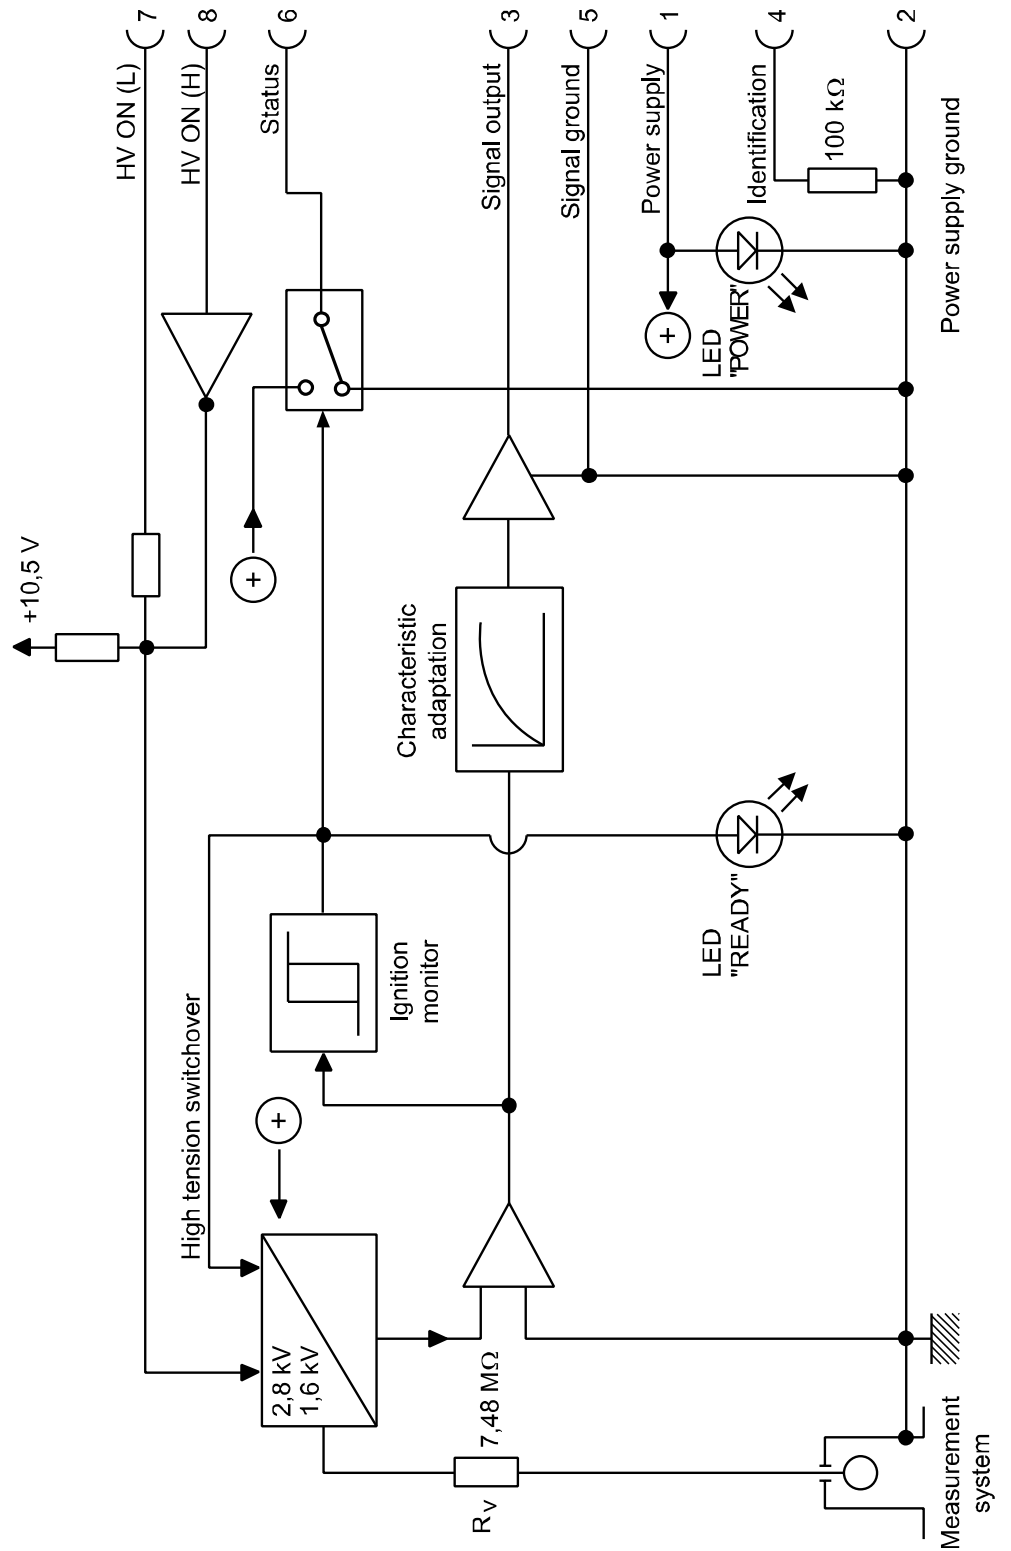 7
8
6
3
5
1
4
2
HV ON (L)
HV ON (H)
Status
Signal output
Signal ground
Power supply
Identification
100 kΩ
Power supply ground
+
LED
"POWER"
+10,5 V
+
Characteristic
adaptation
LED
"READY"
Ignition
monitor
High tension switchover
+
2,8 kV
1,6 kV
7,48 MΩ
Rv
Measurement
system